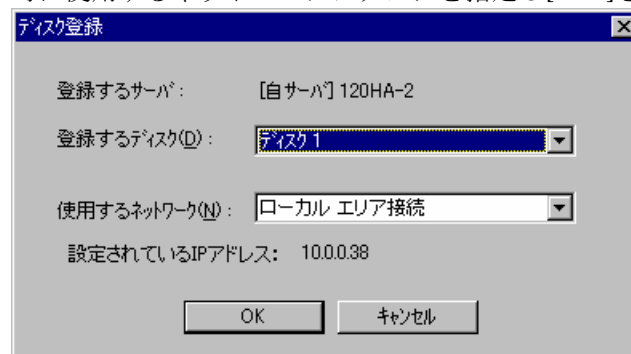 ディスク登録
登録するサーバ: [自サーバ] 120HA-2
登録するディスク(D): ディスク 1
使用するネットワーク(N): ローカル エリア接続
設定されているIPアドレス: 10.0.0.38
OK キャンセル